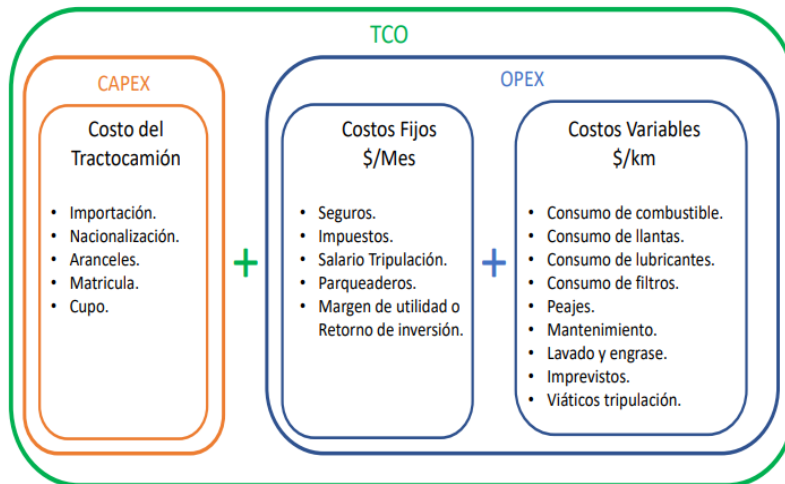 TCO
CAPEX
Costo del
Tractocamión
• Importación.
• Nacionalización.
• Aranceles.
• Matricula.
• Cupo.
+
OPEX
Costos Fijos
$/Mes
• Seguros.
• Impuestos.
• Salario Tripulación.
• Parqueaderos.
• Margen de utilidad o
Retorno de inversión.
+
Costos Variables
$/km
• Consumo de combustible.
• Consumo de llantas.
• Consumo de lubricantes.
• Consumo de filtros.
• Peajes.
• Mantenimiento.
• Lavado y engrase.
• Imprevistos.
• Viáticos tripulación.